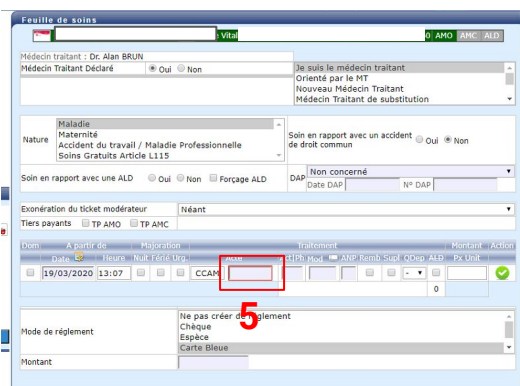 Feuille de soins
Vital
0 AMO AMC ALD
Médecin traitant : Dr. Alan BRUN
Médecin Traitant Déclaré Oui Non
Je suis le médecin traitant
Orienté par le MT
Nouveau Médecin Traitant
Médecin Traitant de substitution
Nature
Maladie
Maternité
Accident du travail / Maladie Professionnelle
Soins Gratuits Article L115
Soin en rapport avec un accident
de droit commun
Oui Non
Soin en rapport avec une ALD Oui Non Forçage ALD
DAP Non concerné
Date DAP N° DAP
Exonération du ticket modérateur Néant
Tiers payants TP AMO TP AMC
Dom A partir de Majoration Traitement Montant Action
Date Heure Nuit Férié Urg. Acte Ph Mod ANP Remb Supl QDep ALD Px Unit
19/03/2020 13:07 CCAM -
0
5
Mode de réglement
Ne pas créer de réglement
Chèque
Espèce
Carte Bleue
Montant